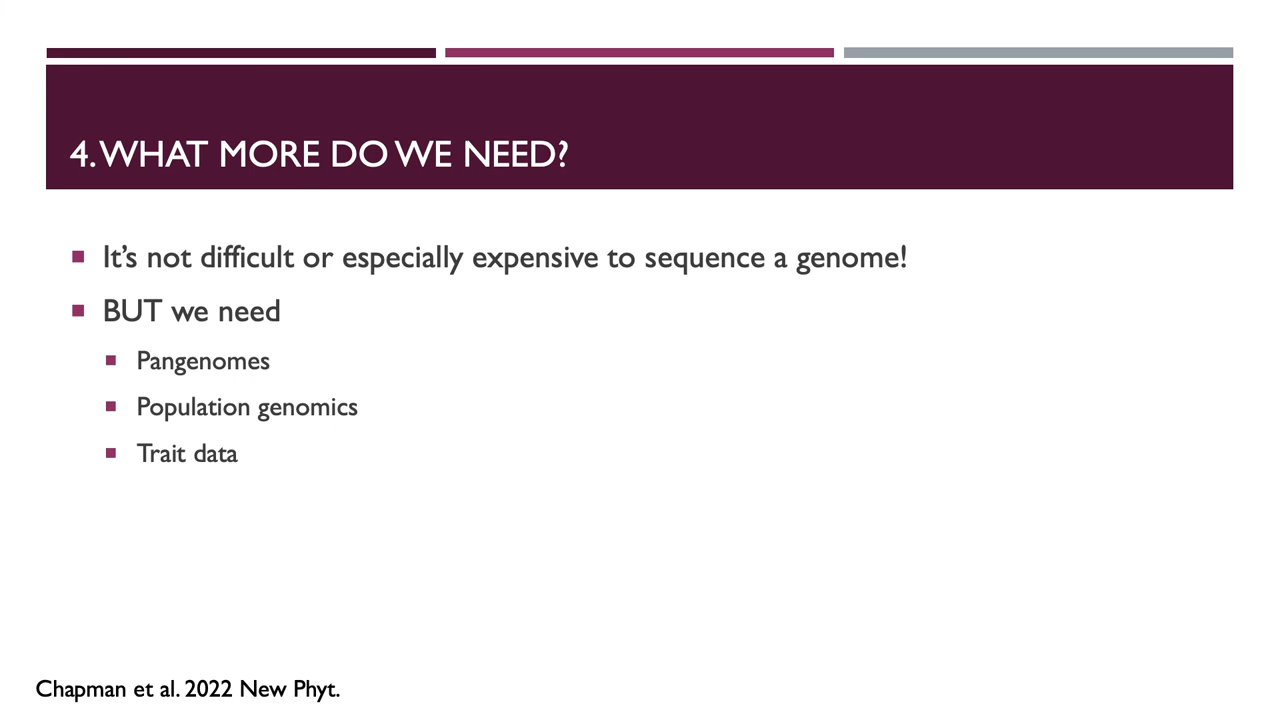 4. WHAT MORE DO WE NEED?
It's not difficult or especially expensive to sequence a genome!
BUT we need
Pangenomes
Population genomics
Trait data
Chapman et al. 2022 New Phyt.